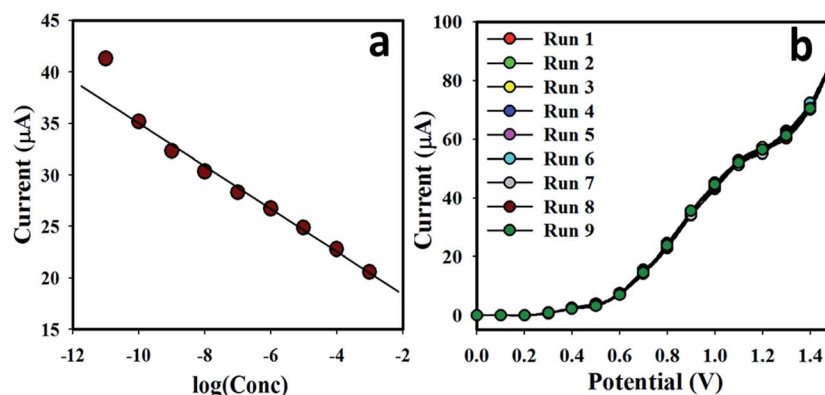 a
45
40
35
30
25
20
15
Current (µA)
-12 -10 -8 -6 -4 -2
log(Conc)
b
100
80
60
40
20
0
Current (µA)
Run 1
Run 2
Run 3
Run 4
Run 5
Run 6
Run 7
Run 8
Run 9
0.0 0.2 0.4 0.6 0.8 1.0 1.2 1.4
Potential (V)